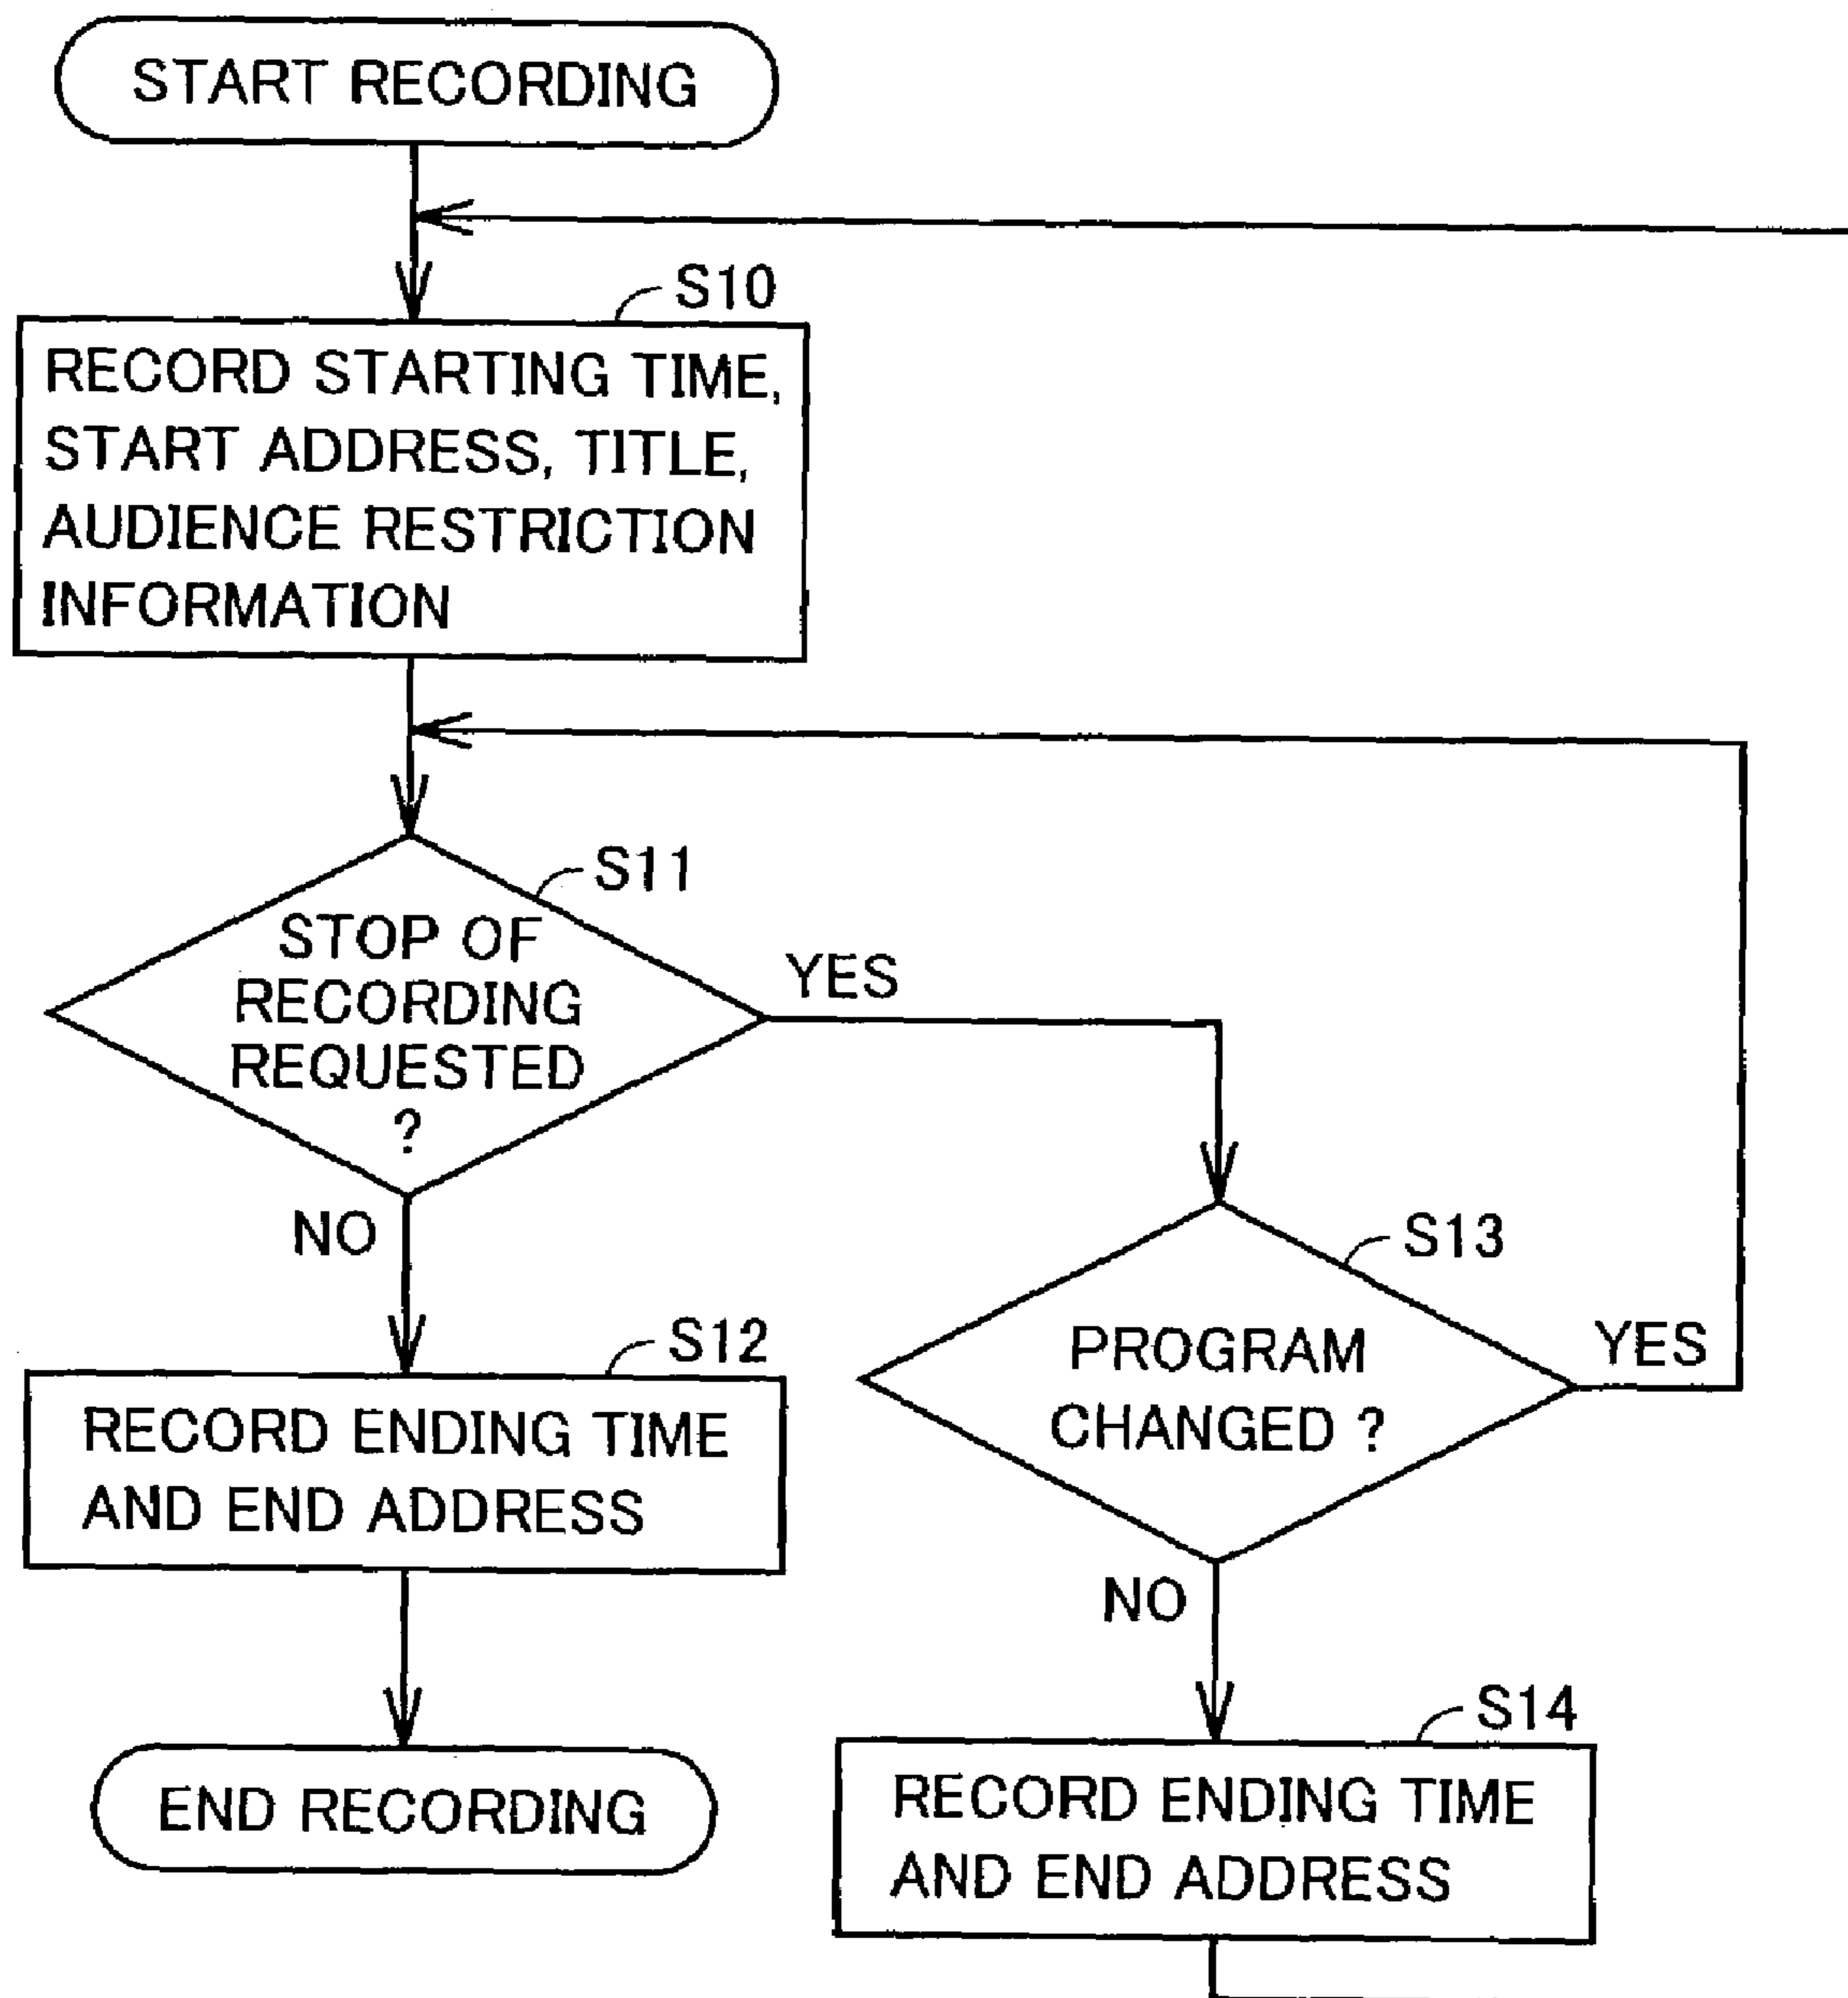 START RECORDING
S10
RECORD STARTING TIME,
START ADDRESS, TITLE,
AUDIENCE RESTRICTION
INFORMATION
S11
STOP OF
RECORDING
REQUESTED
?
YES
NO
S13
PROGRAM
CHANGED ?
YES
NO
S12
RECORD ENDING TIME
AND END ADDRESS
S14
RECORD ENDING TIME
AND END ADDRESS
END RECORDING